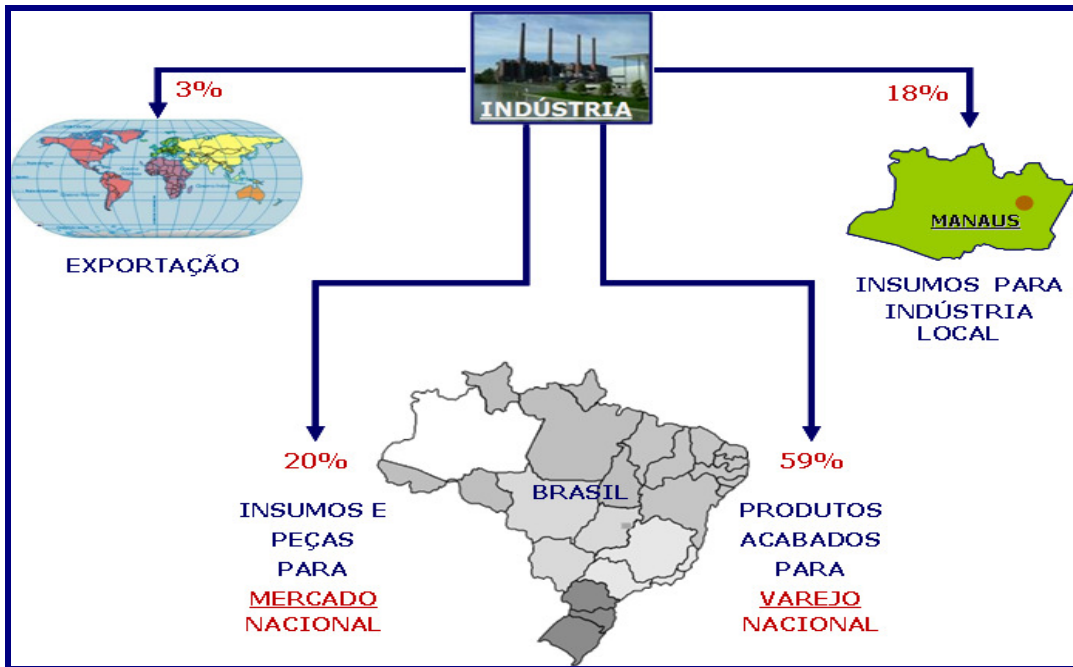 INDÚSTRIA
3%
EXPORTAÇÃO
18%
MANAUS
INSUMOS PARA
INDÚSTRIA
LOCAL
20%
INSUMOS E
PEÇAS
PARA
MERCADO
NACIONAL
BRASIL
59%
PRODUTOS
ACABADOS
PARA
VAREJO
NACIONAL